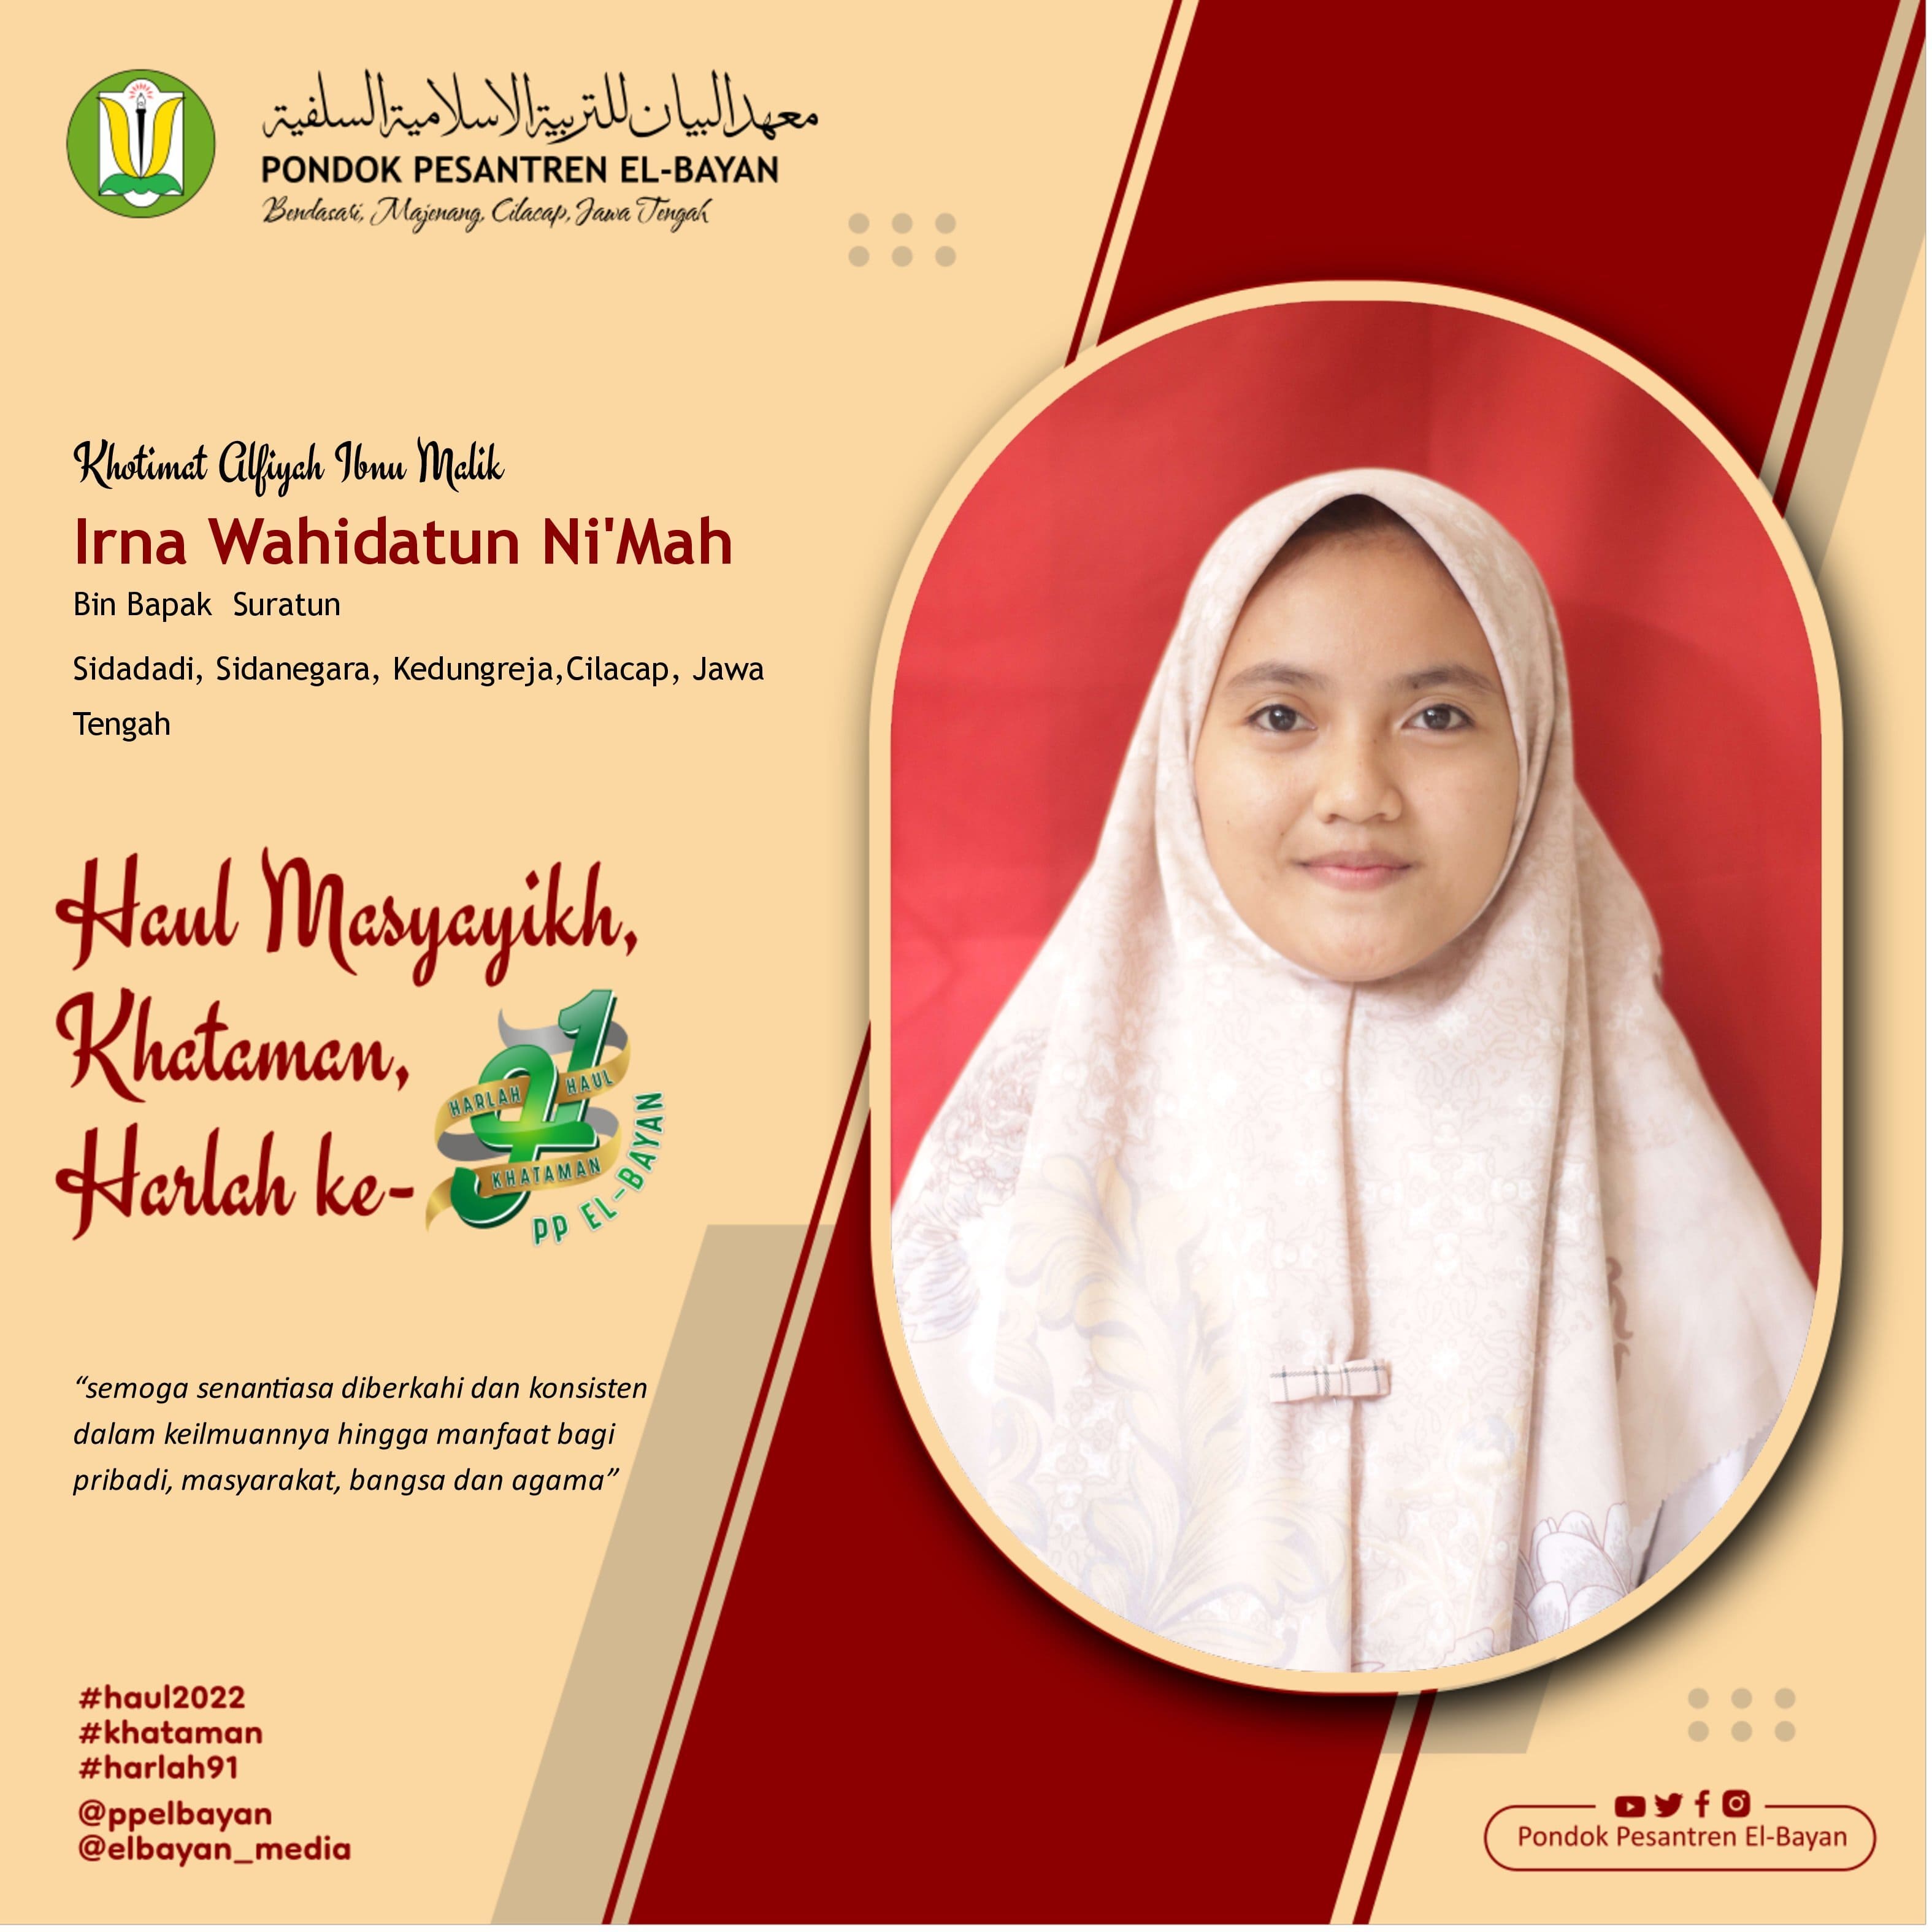 معهد البيان للتربية الاسلامية السلفية
PONDOK PESANTREN EL-BAYAN
Bendasari, Majenang, Cilacap, Jawa Tengah
Khotimat Alfiyah Ibnu Malik
Irna Wahidatun Ni'Mah
Bin Bapak Suratun
Sidadadi, Sidanegara, Kedungreja,Cilacap, Jawa
Tengah
Haul Masyayikh,
Khataman,
Harlah ke-
91
HARLAH HAUL
KHATAMAN
PP EL-BAYAN
“semoga senantiasa diberkahi dan konsisten
dalam keilmuannya hingga manfaat bagi
pribadi, masyarakat, bangsa dan agama”
#haul2022
#khataman
#harlah91
@ppelbayan
@elbayan_media
Pondok Pesantren El-Bayan